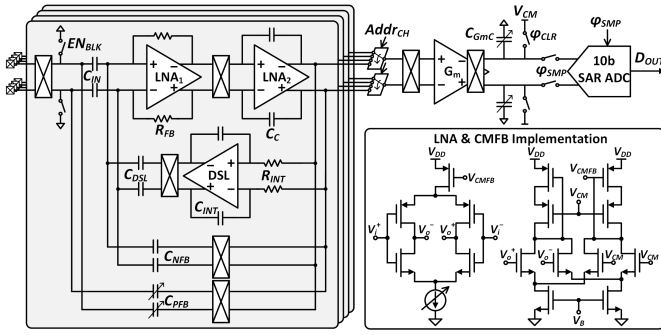 EN_BLK
Addr_CH
V_CM
C_GmC
φ_CLR
φ_SMP
C_IN
LNA₁
LNA₂
G_m
φ_SMP
10b
SAR ADC
D_OUT
R_FB
C_C
LNA & CMFB Implementation
C_DSL
DSL
R_INT
C_INT
V_DD
V_DD
V_DD
V_CMFB
V_CMFB
V_CM
V_i⁺
V_o⁻
V_o⁺
V_i⁻
V_o⁺
V_o⁻
V_CM
V_CM
C_NFB
C_PFB
V_B